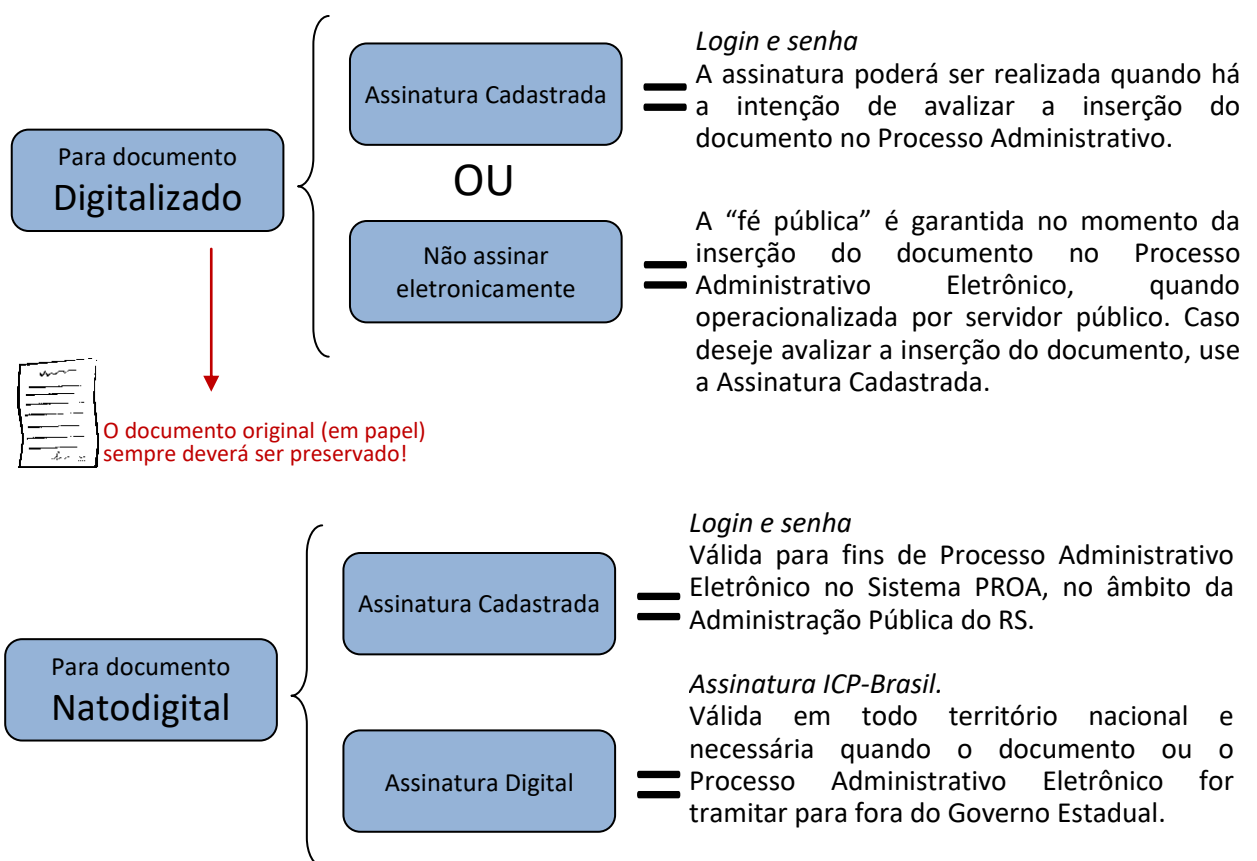 Para documento
Digitalizado
Assinatura Cadastrada
=
Login e senha
A assinatura poderá ser realizada quando há
a intenção de avalizar a inserção do
documento no Processo Administrativo.
OU
Não assinar
eletronicamente
=
A “fé pública” é garantida no momento da
inserção do documento no Processo
Administrativo Eletrônico, quando
operacionalizada por servidor público. Caso
deseje avalizar a inserção do documento, use
a Assinatura Cadastrada.
O documento original (em papel)
sempre deverá ser preservado!
Para documento
Natodigital
Assinatura Cadastrada
=
Login e senha
Válida para fins de Processo Administrativo
Eletrônico no Sistema PROA, no âmbito da
Administração Pública do RS.
Assinatura Digital
=
Assinatura ICP-Brasil.
Válida em todo território nacional e
necessária quando o documento ou o
Processo Administrativo Eletrônico for
tramitar para fora do Governo Estadual.